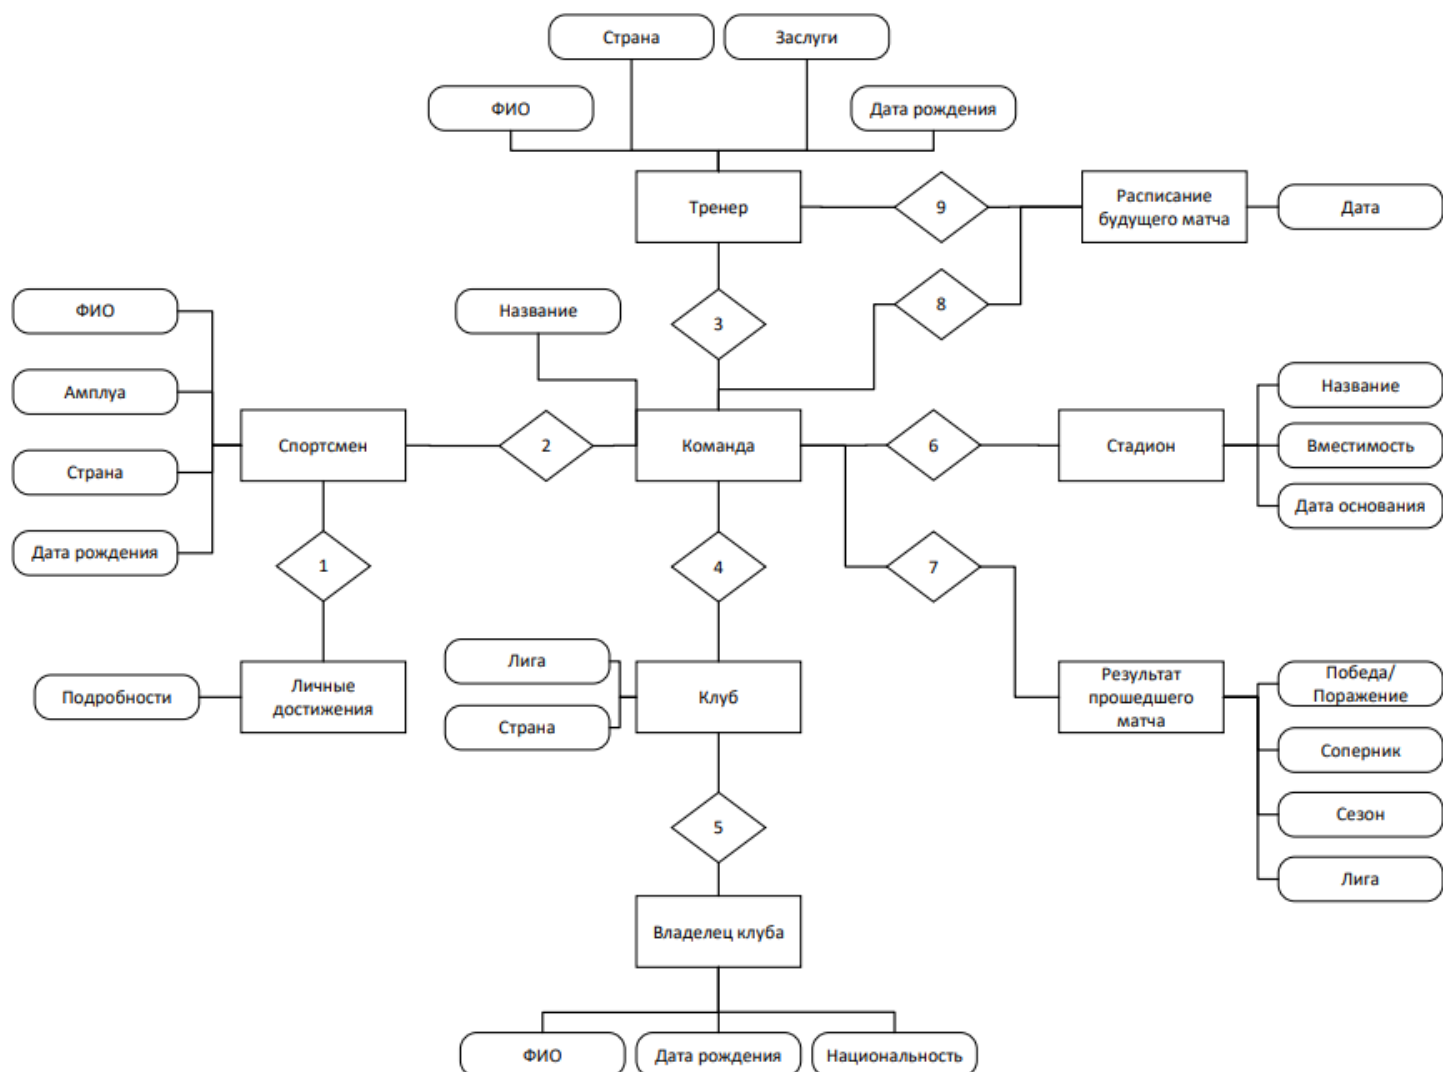 Страна
Заслуги
ФИО
Дата рождения
Тренер
9
Расписание
будущего матча
Дата
ФИО
Название
3
8
Амплуа
Название
Спортсмен
2
Команда
6
Стадион
Вместимость
Страна
Дата основания
Дата рождения
1
4
7
Лига
Подробности
Личные
достижения
Клуб
Страна
Результат
прошедшего
матча
Победа/
Поражение
Соперник
Сезон
5
Лига
Владелец клуба
ФИО
Дата рождения
Национальность